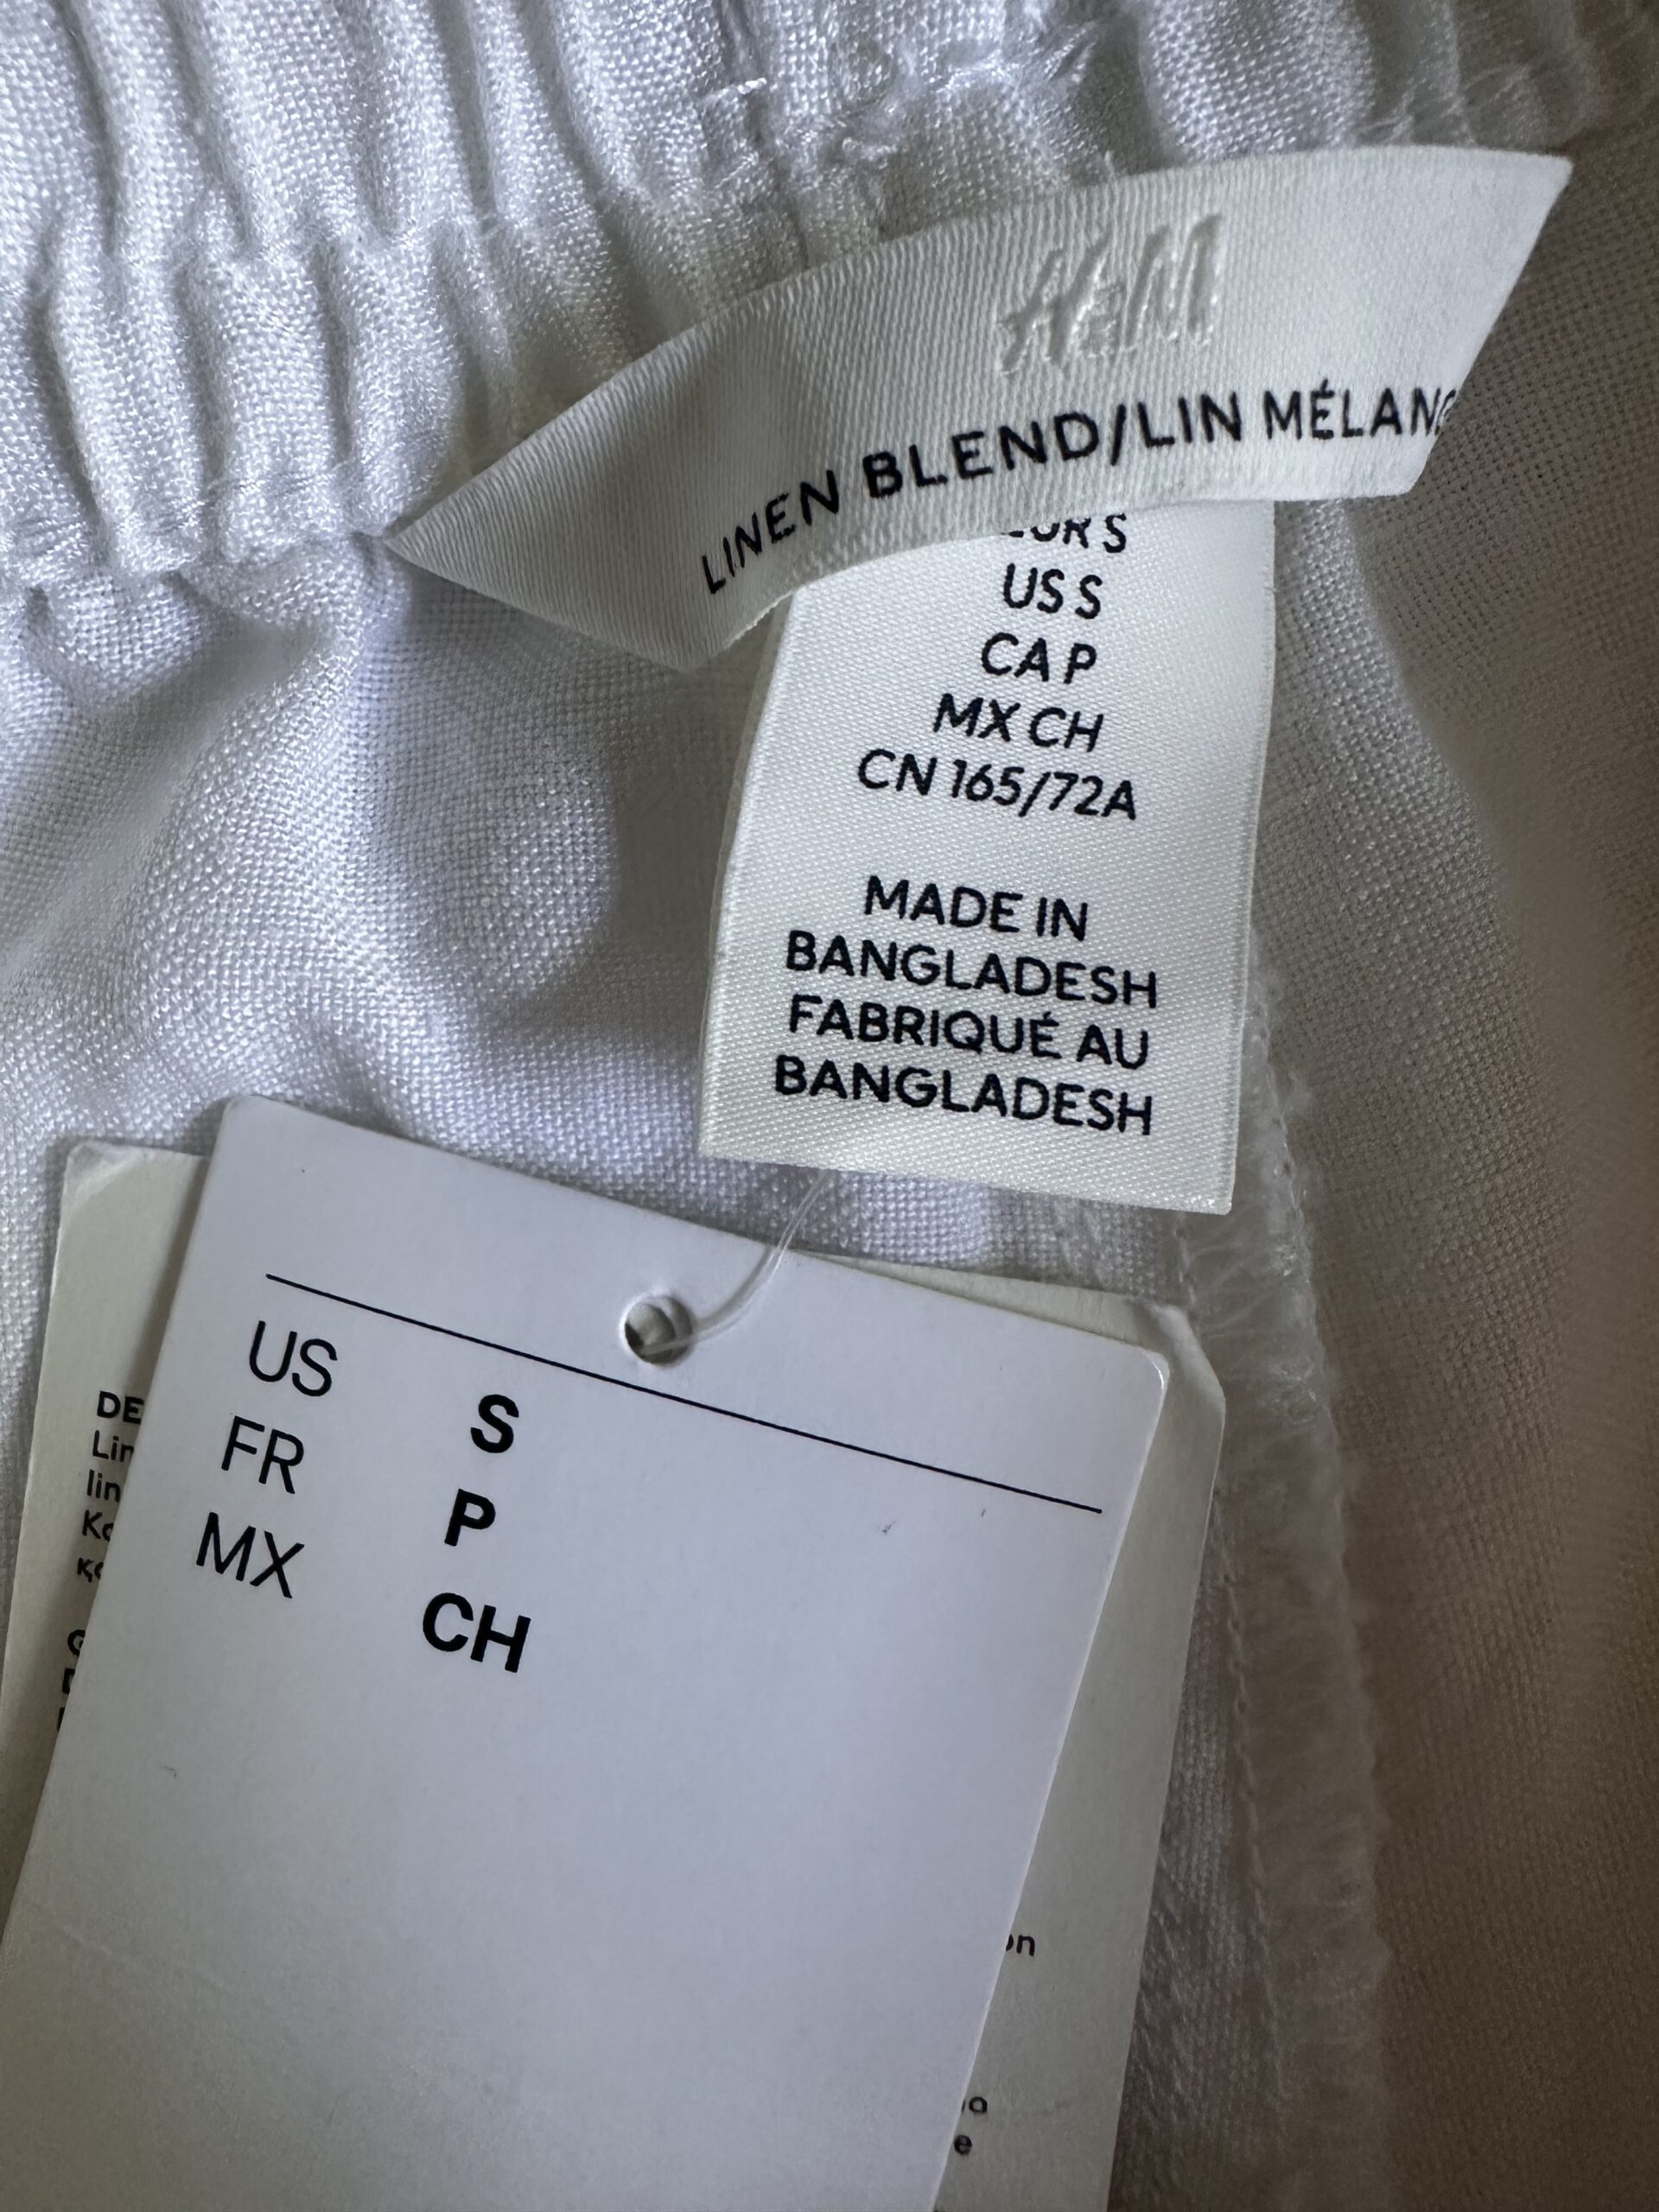 H&M
LINEN BLEND/LIN MÉLANG
EUR S
US S
CA P
MX CH
CN 165/72A
MADE IN
BANGLADESH
FABRIQUÉ AU
BANGLADESH
US S
FR P
MX CH